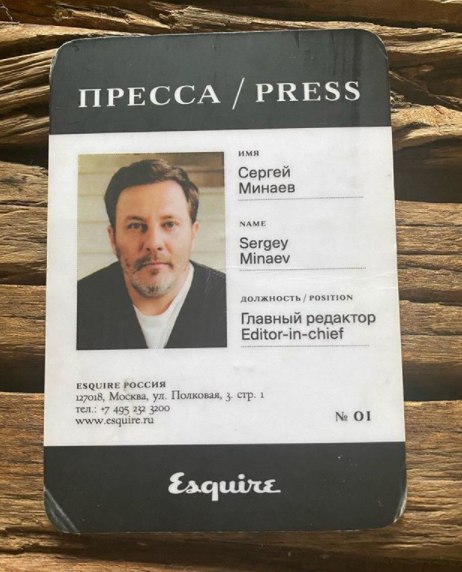 ПРЕССА / PRESS
ИМЯ
Сергей
Минаев
NAME
Sergey
Minaev
ДОЛЖНОСТЬ / POSITION
Главный редактор
Editor-in-chief
ESQUIRE РОССИЯ
127018, Москва, ул. Полковая, 3. стр. 1
тел.: +7 495 232 3200
www.esquire.ru
№ 01
Esquire